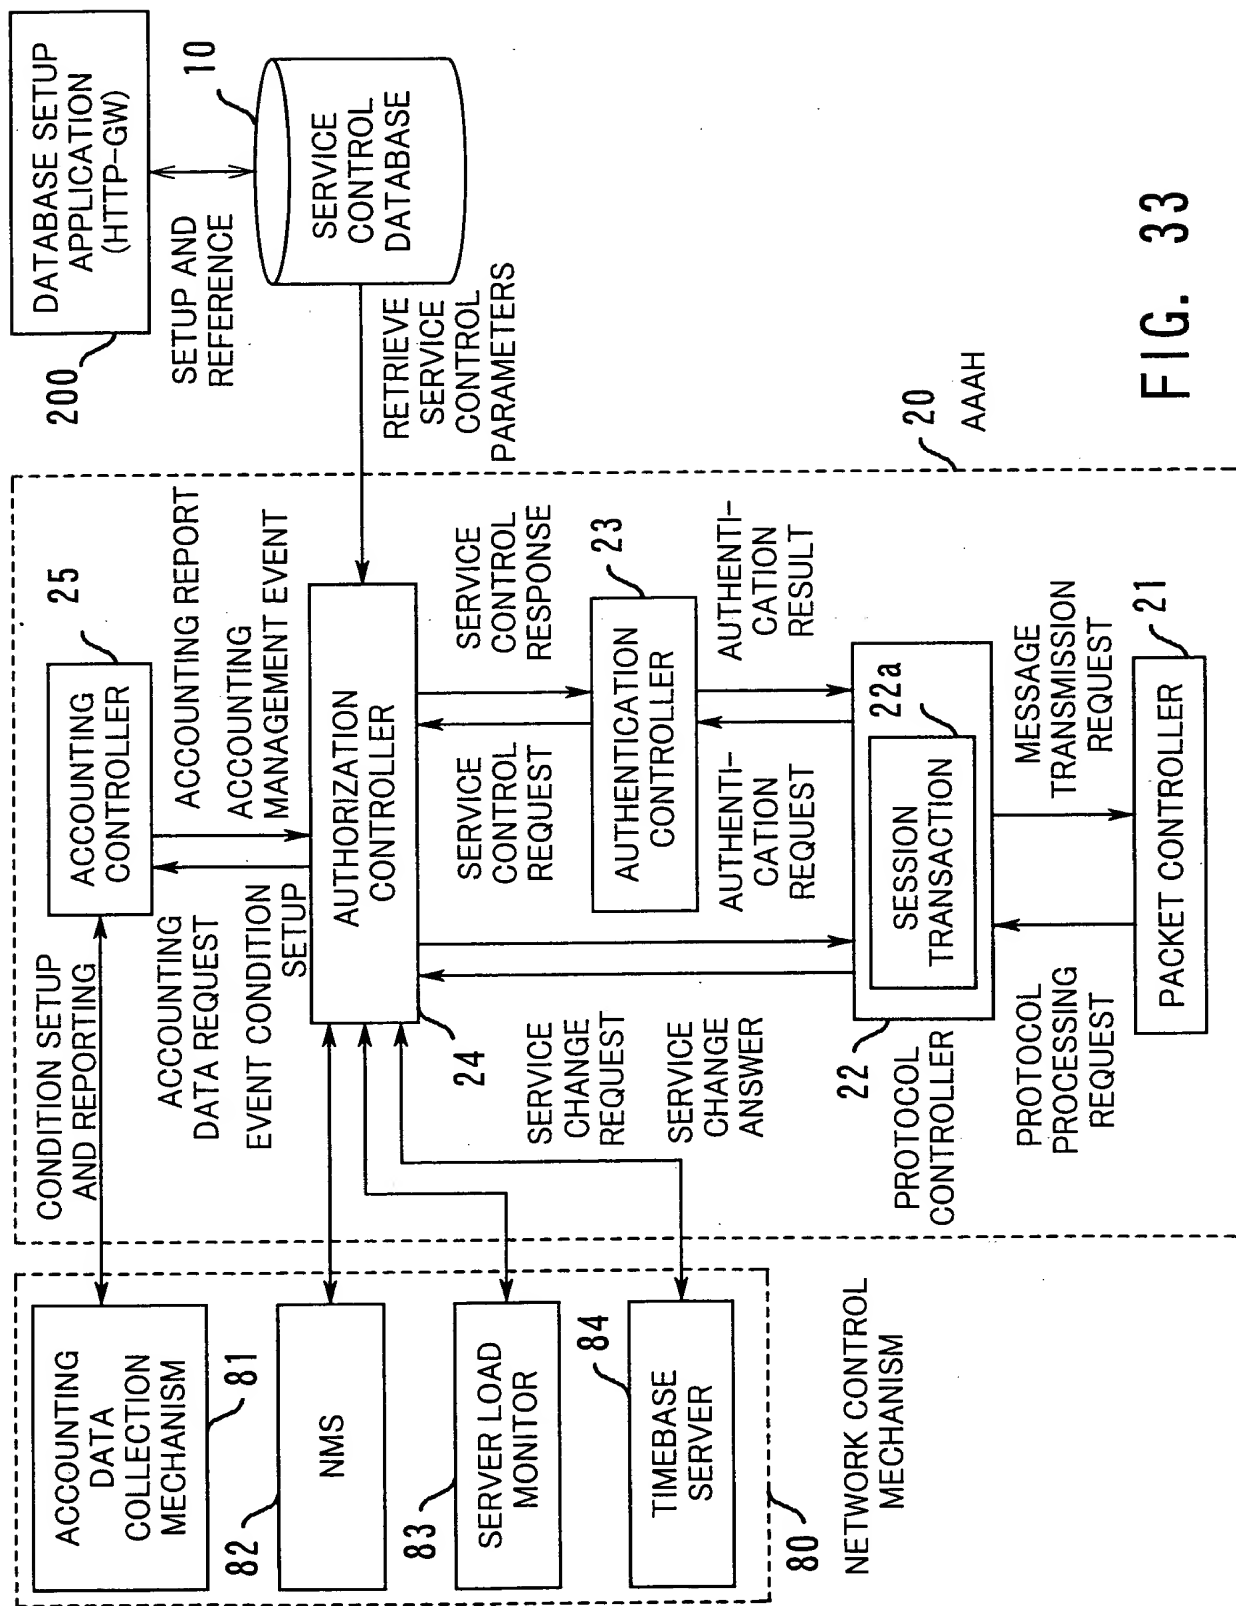 ACCOUNTING
DATA
COLLECTION
MECHANISM
81
82
NMS
83
SERVER LOAD
MONITOR
84
TIMEBASE
SERVER
80
NETWORK CONTROL
MECHANISM
CONDITION SETUP
AND REPORTING
ACCOUNTING
CONTROLLER
25
ACCOUNTING
DATA REQUEST
EVENT CONDITION
SETUP
ACCOUNTING REPORT
ACCOUNTING
MANAGEMENT EVENT
AUTHORIZATION
CONTROLLER
24
SERVICE
CHANGE
REQUEST
SERVICE
CHANGE
ANSWER
SERVICE
CONTROL
REQUEST
SERVICE
CONTROL
RESPONSE
AUTHENTICATION
CONTROLLER
23
AUTHENTI-
CATION
REQUEST
AUTHENTI-
CATION
RESULT
22
PROTOCOL
CONTROLLER
22a
SESSION
TRANSACTION
PROTOCOL
PROCESSING
REQUEST
MESSAGE
TRANSMISSION
REQUEST
PACKET CONTROLLER
21
200
DATABASE SETUP
APPLICATION
(HTTP-GW)
SETUP AND
REFERENCE
10
SERVICE
CONTROL
DATABASE
RETRIEVE
SERVICE
CONTROL
PARAMETERS
20
AAAH
FIG. 33